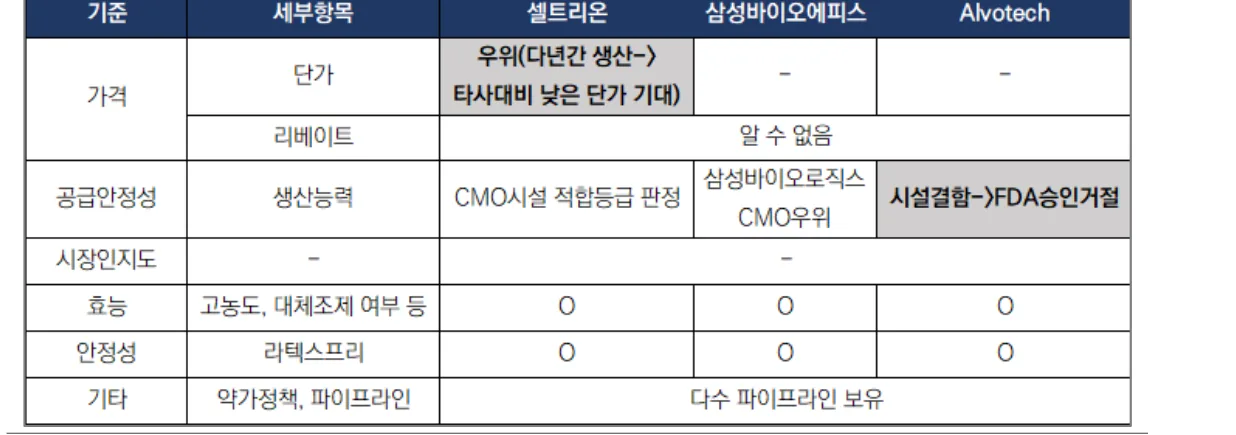 기준 세부항목 셀트리온 삼성바이오에피스 Alvotech
가격 단가 우위(다년간 생산->
타사대비 낮은 단가 기대) - -
리베이트 알 수 없음
공급안정성 생산능력 CMO시설 적합등급 판정 삼성바이오로직스
CMO우위 시설결함->FDA승인거절
시장인지도 - -
효능 고농도, 대체조제 여부 등 O O O
안정성 라텍스프리 O O O
기타 약가정책, 파이프라인 다수 파이프라인 보유